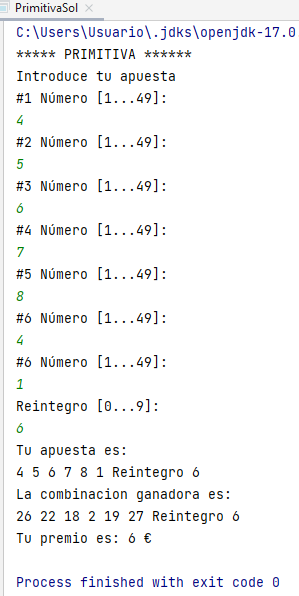 PrimitivaSol
C:\Users\Usuario\.jdks\openjdk-17.0
***** PRIMITIVA ******
Introduce tu apuesta
#1 Número [1...49]:
4
#2 Número [1...49]:
5
#3 Número [1...49]:
6
#4 Número [1...49]:
7
#5 Número [1...49]:
8
#6 Número [1...49]:
4
#6 Número [1...49]:
1
Reintegro [0...9]:
6
Tu apuesta es:
4 5 6 7 8 1 Reintegro 6
La combinacion ganadora es:
26 22 18 2 19 27 Reintegro 6
Tu premio es: 6 €
Process finished with exit code 0